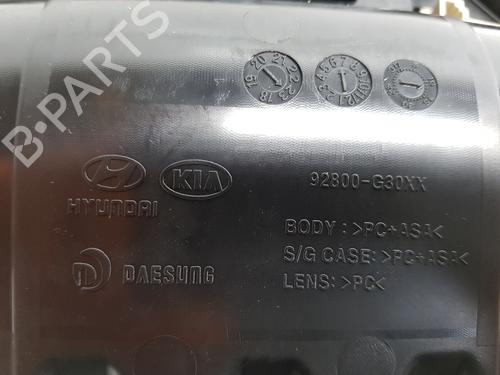 B-PARTS
HYUNDAI
KIA
92800-G30XX
DAESUNG
BODY : >PC+ASA<
S/G CASE: >PC+ASA<
LENS: >PC<